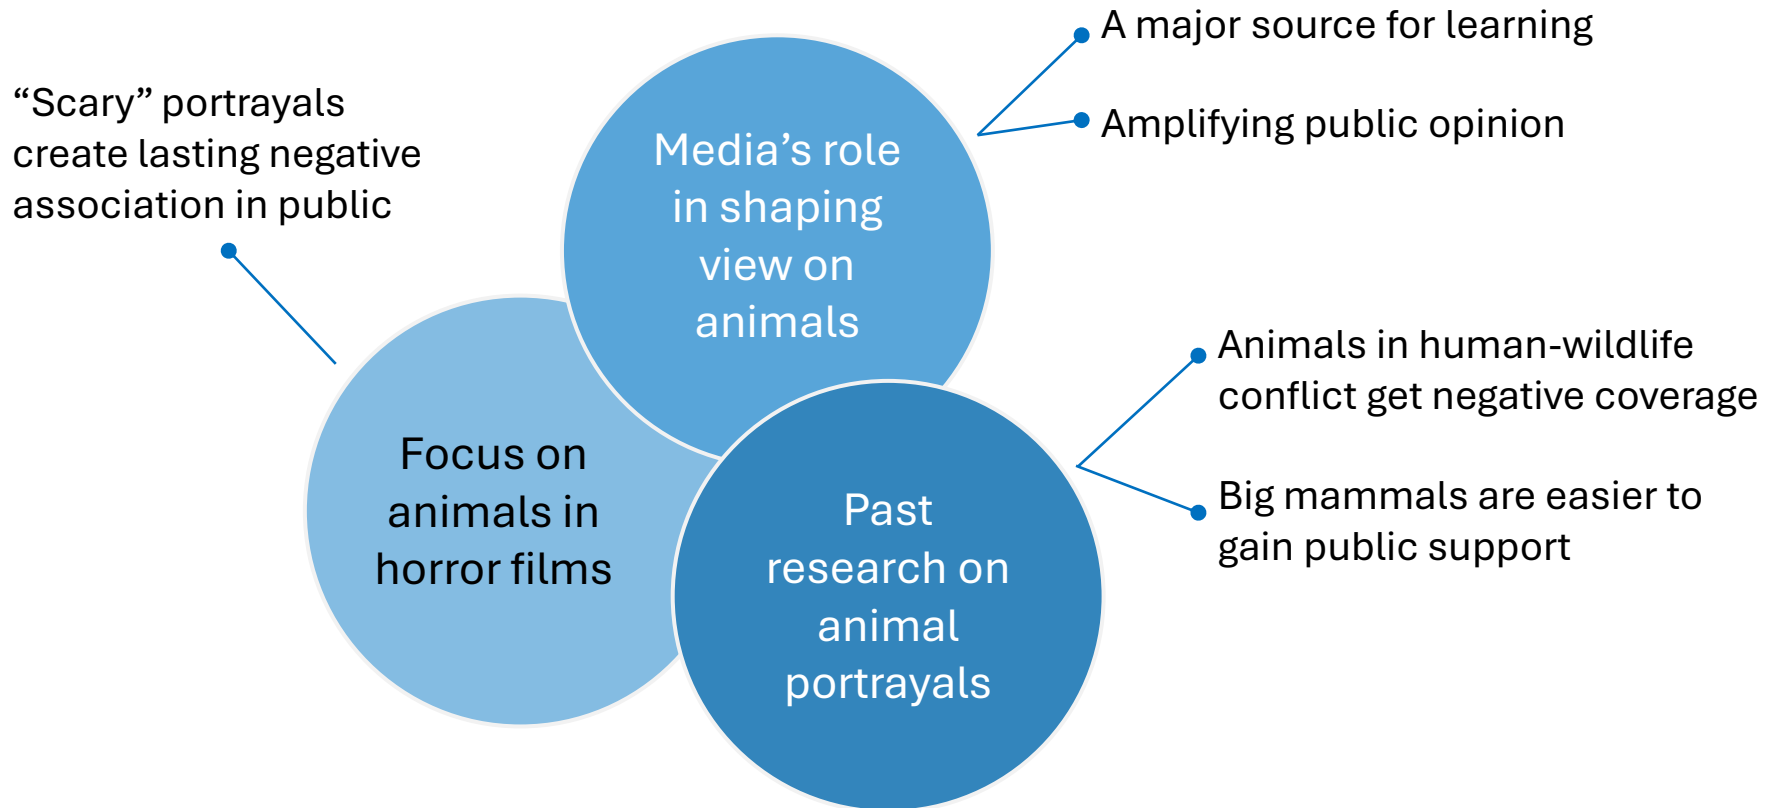 A major source for learning
Amplifying public opinion
“Scary” portrayals
create lasting negative
association in public
Media’s role
in shaping
view on
animals
Animals in human-wildlife
conflict get negative coverage
Big mammals are easier to
gain public support
Focus on
animals in
horror films
Past
research on
animal
portrayals